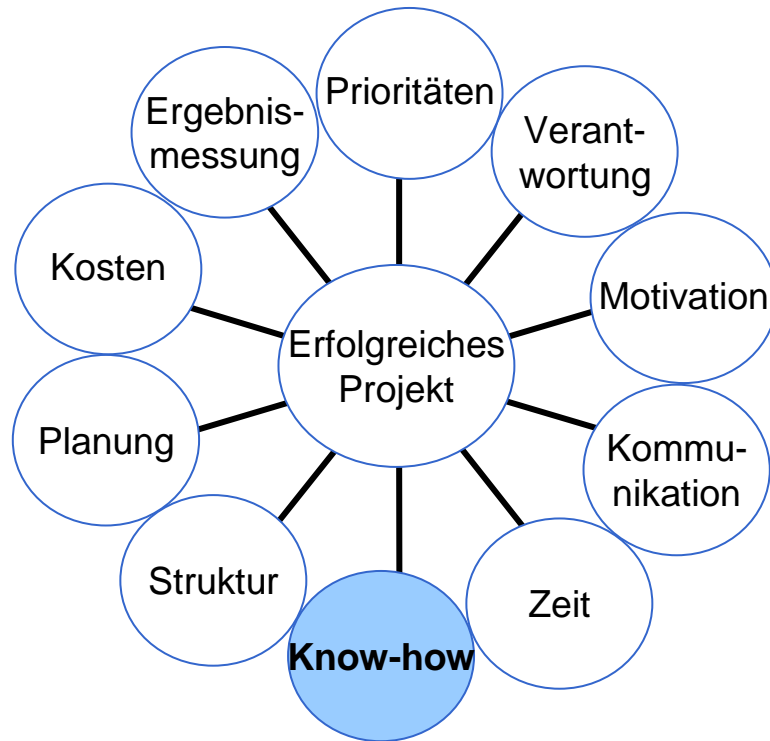 Prioritäten
Ergebnis-
messung
Verant-
wortung
Kosten
Motivation
Erfolgreiches
Projekt
Planung
Kommu-
nikation
Struktur
Zeit
Know-how